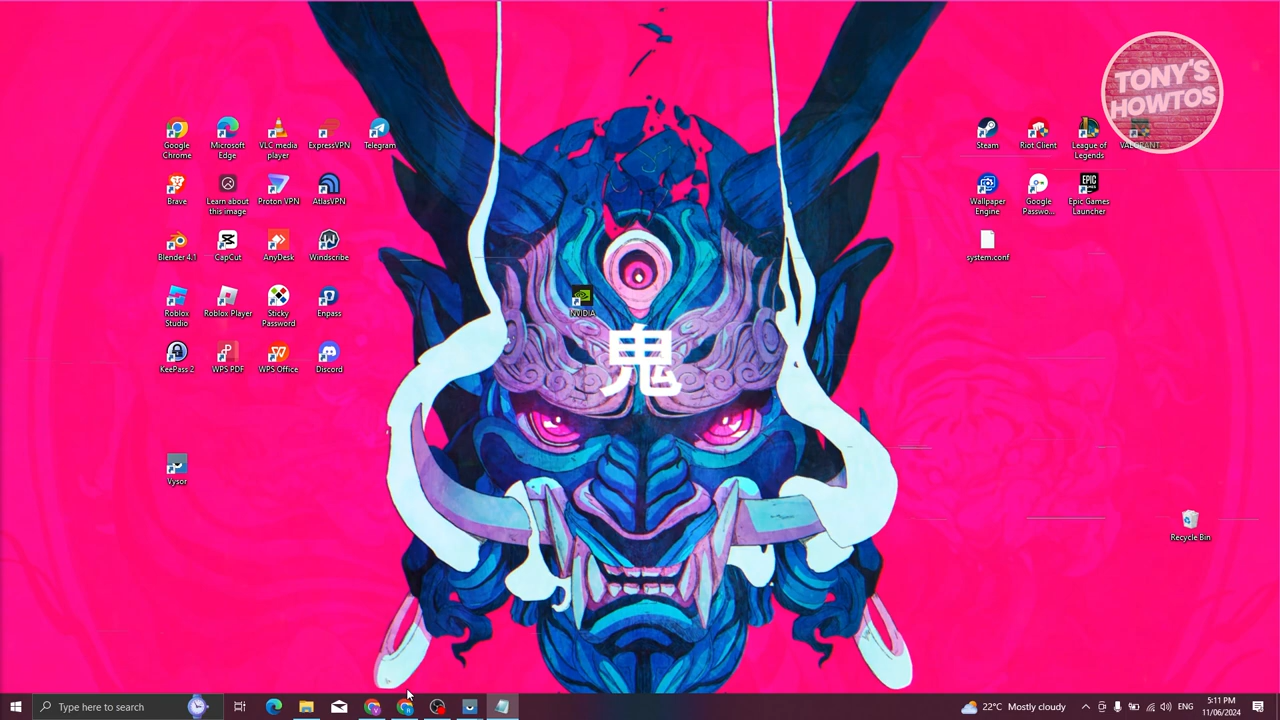 TONY'S
HOWTOS
Google
Chrome
Microsoft
Edge
VLC media
player
ExpressVPN
Telegram
Steam
Riot Client
League of
Legends
Brave
Learn about
this image
Proton VPN
AtlasVPN
Wallpaper
Engine
Google
Passwo...
Epic Games
Launcher
EPIC
GAMES
Blender 4.1
CapCut
AnyDesk
Windscribe
system.conf
Roblox
Studio
Roblox Player
Sticky
Password
Enpass
NVIDIA
鬼
KeePass 2
WPS PDF
WPS Office
Discord
Vysor
Recycle Bin
Type here to search
22°C Mostly cloudy
ENG
5:11 PM
11/06/2024